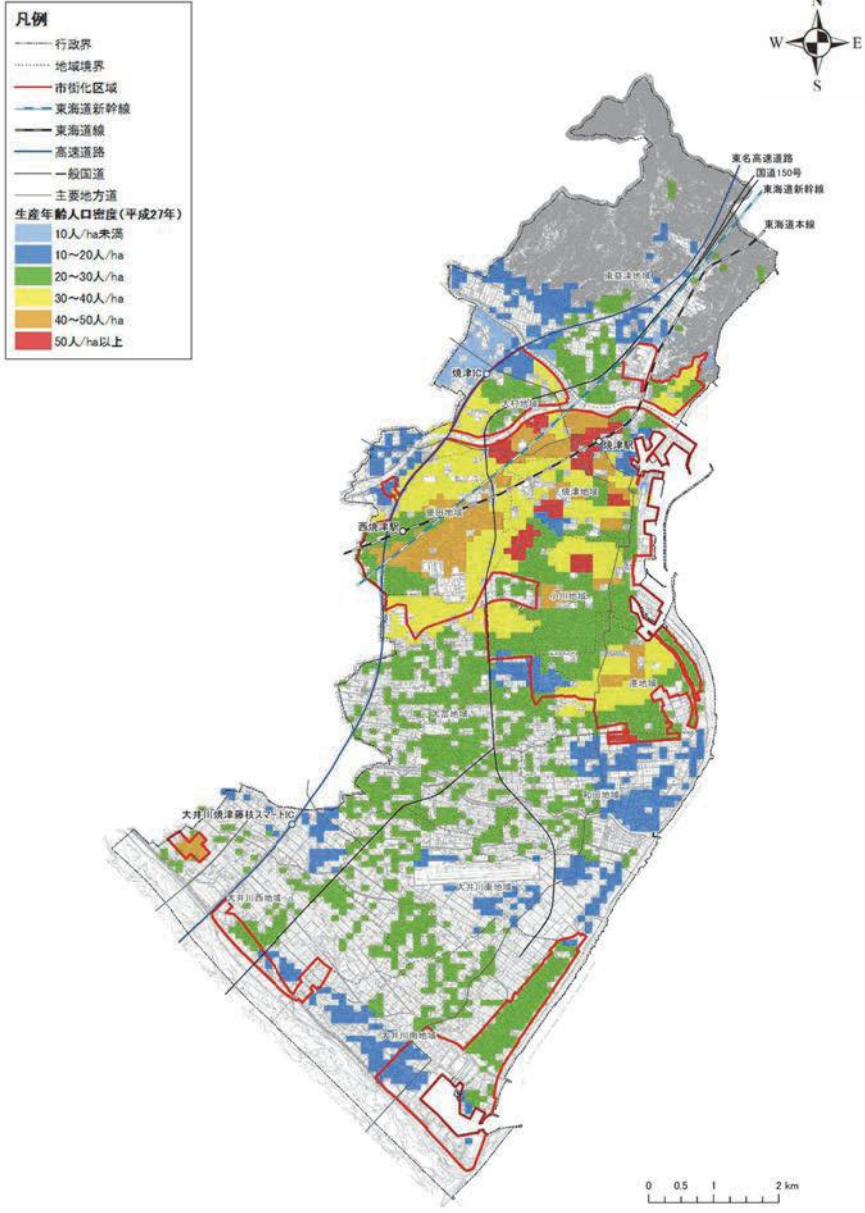 凡例
行政界
地域境界
市街化区域
東海道新幹線
東海道線
高速道路
一般国道
主要地方道
生産年齢人口密度(平成27年)
10人/ha未満
10～20人/ha
20～30人/ha
30～40人/ha
40～50人/ha
50人/ha以上
N
W
E
S
東名高速道路
国道150号
東海道新幹線
東海道本線
東益津地域
焼津IC
大村地域
焼津駅
焼津地域
豊田地域
西焼津駅
小川地域
港地域
大富地域
和田地域
大井川焼津藤枝スマートIC
大井川東地域
大井川西地域
大井川南地域
0 0.5 1 2 km